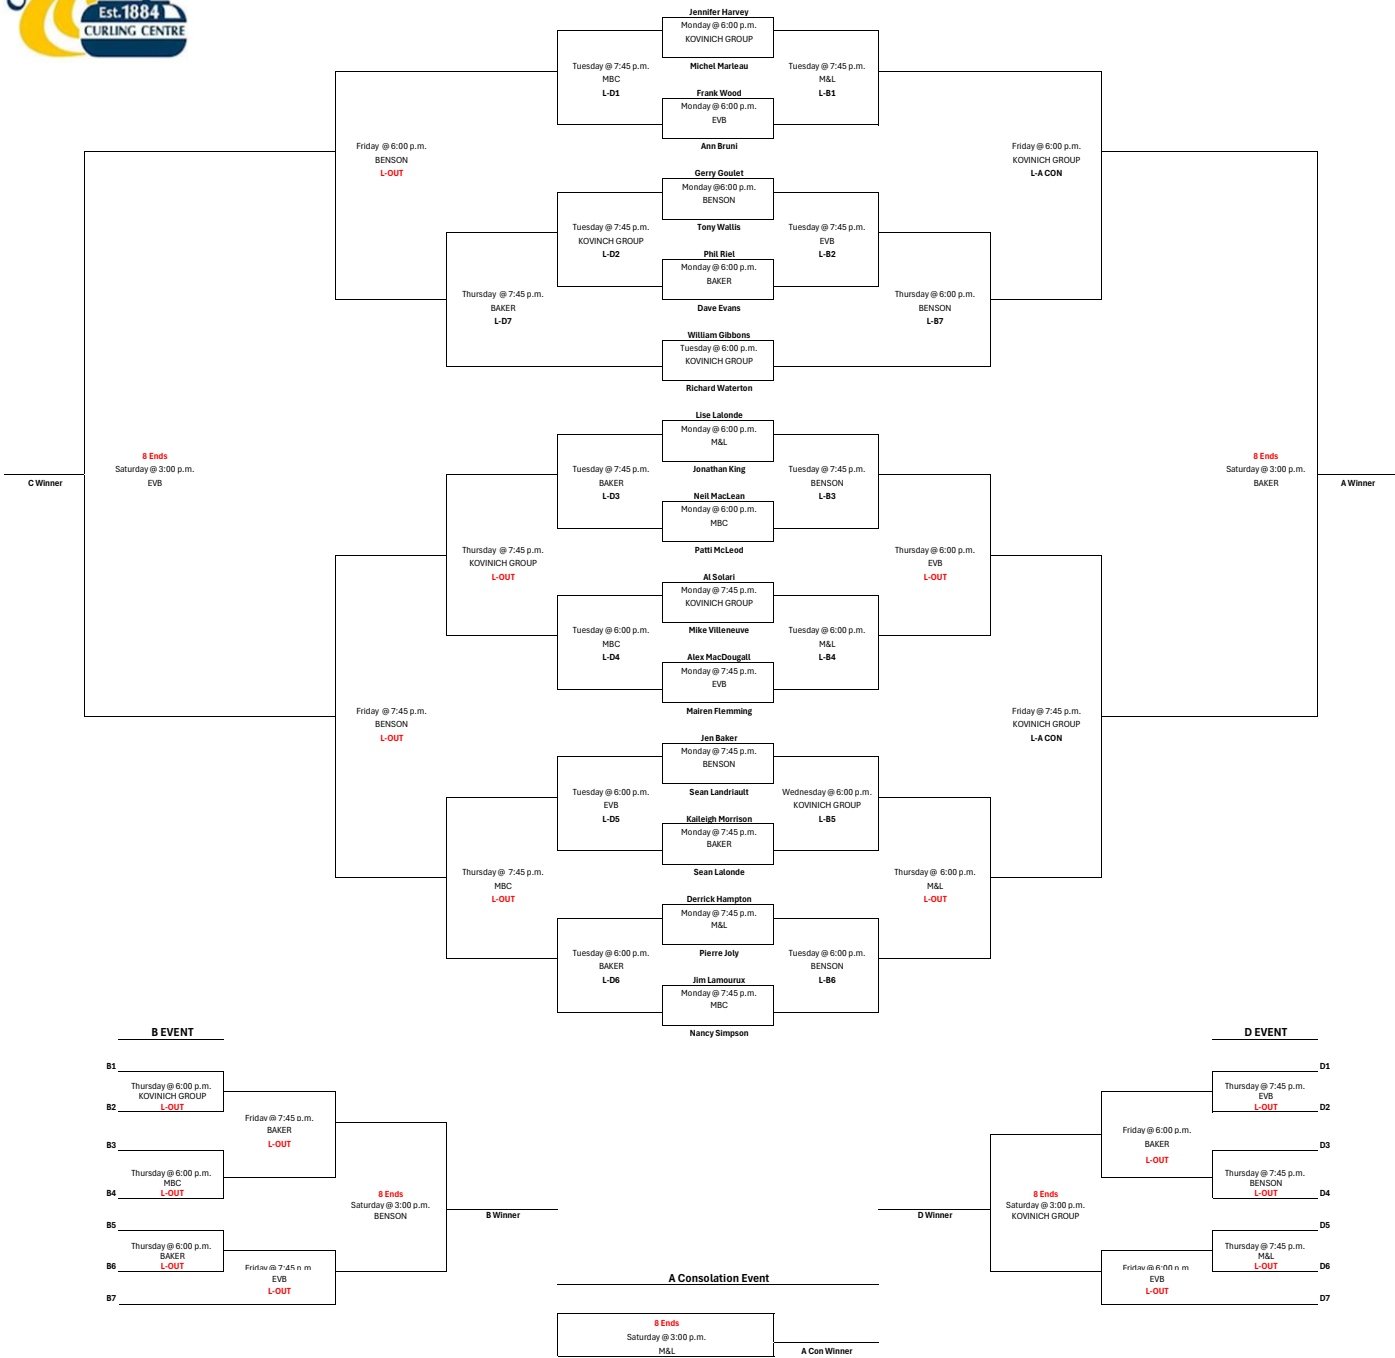 Est.1884
CURLING CENTRE
Jennifer Harvey
Monday @ 6:00 p.m.
KOVINICH GROUP
Michel Marleau
Tuesday @ 7:45 p.m.
MBC
L-D1
Tuesday @ 7:45 p.m.
M&L
L-B1
Frank Wood
Monday @ 6:00 p.m.
EVB
Ann Bruni
Friday @ 6:00 p.m.
BENSON
L-OUT
Friday @ 6:00 p.m.
KOVINICH GROUP
L-A CON
Gerry Goulet
Monday @6:00 p.m.
BENSON
Tony Wallis
Tuesday @ 7:45 p.m.
KOVINCH GROUP
L-D2
Tuesday @ 7:45 p.m.
EVB
L-B2
Phil Riel
Monday @ 6:00 p.m.
BAKER
Dave Evans
Thursday @ 7:45 p.m.
BAKER
L-D7
Thursday @ 6:00 p.m.
BENSON
L-B7
William Gibbons
Tuesday @ 6:00 p.m.
KOVINICH GROUP
Richard Waterton
Lise Lalonde
Monday @ 6:00 p.m.
M&L
Jonathan King
8 Ends
Saturday @ 3:00 p.m.
EVB
C Winner
Tuesday @ 7:45 p.m.
BAKER
L-D3
Tuesday @ 7:45 p.m.
BENSON
L-B3
8 Ends
Saturday @ 3:00 p.m.
BAKER
A Winner
Neil MacLean
Monday @ 6:00 p.m.
MBC
Patti McLeod
Thursday @ 7:45 p.m.
KOVINICH GROUP
L-OUT
Thursday @ 6:00 p.m.
EVB
L-OUT
Al Solari
Monday @ 7:45 p.m.
KOVINICH GROUP
Mike Villeneuve
Tuesday @ 6:00 p.m.
MBC
L-D4
Tuesday @ 6:00 p.m.
M&L
L-B4
Alex MacDougall
Monday @ 7:45 p.m.
EVB
Mairen Flemming
Friday @ 7:45 p.m.
BENSON
L-OUT
Friday @ 7:45 p.m.
KOVINICH GROUP
L-A CON
Jen Baker
Monday @ 7:45 p.m.
BENSON
Sean Landriault
Tuesday @ 6:00 p.m.
EVB
L-D5
Wednesday @ 6:00 p.m.
KOVINICH GROUP
L-B5
Kaileigh Morrison
Monday @ 7:45 p.m.
BAKER
Sean Lalonde
Thursday @ 7:45 p.m.
MBC
L-OUT
Thursday @ 6:00 p.m.
M&L
L-OUT
Derrick Hampton
Monday @ 7:45 p.m.
M&L
Pierre Joly
Tuesday @ 6:00 p.m.
BAKER
L-D6
Tuesday @ 6:00 p.m.
BENSON
L-B6
Jim Lamourux
Monday @ 7:45 p.m.
MBC
Nancy Simpson
B EVENT
B1
Thursday @ 6:00 p.m.
KOVINICH GROUP
L-OUT
B2
Friday @ 7:45 p.m.
BAKER
L-OUT
B3
Thursday @ 6:00 p.m.
MBC
L-OUT
B4
8 Ends
Saturday @ 3:00 p.m.
BENSON
B Winner
B5
Thursday @ 6:00 p.m.
BAKER
L-OUT
B6
Friday @ 7:45 p.m
EVB
L-OUT
B7
D EVENT
D1
Thursday @ 7:45 p.m.
EVB
L-OUT
D2
Friday @ 6:00 p.m.
BAKER
L-OUT
D3
Thursday @ 7:45 p.m.
BENSON
L-OUT
D4
8 Ends
Saturday @ 3:00 p.m.
KOVINICH GROUP
D Winner
D5
Thursday @ 7:45 p.m.
M&L
L-OUT
D6
Friday @ 6:00 p.m
EVB
L-OUT
D7
A Consolation Event
8 Ends
Saturday @ 3:00 p.m.
M&L
A Con Winner